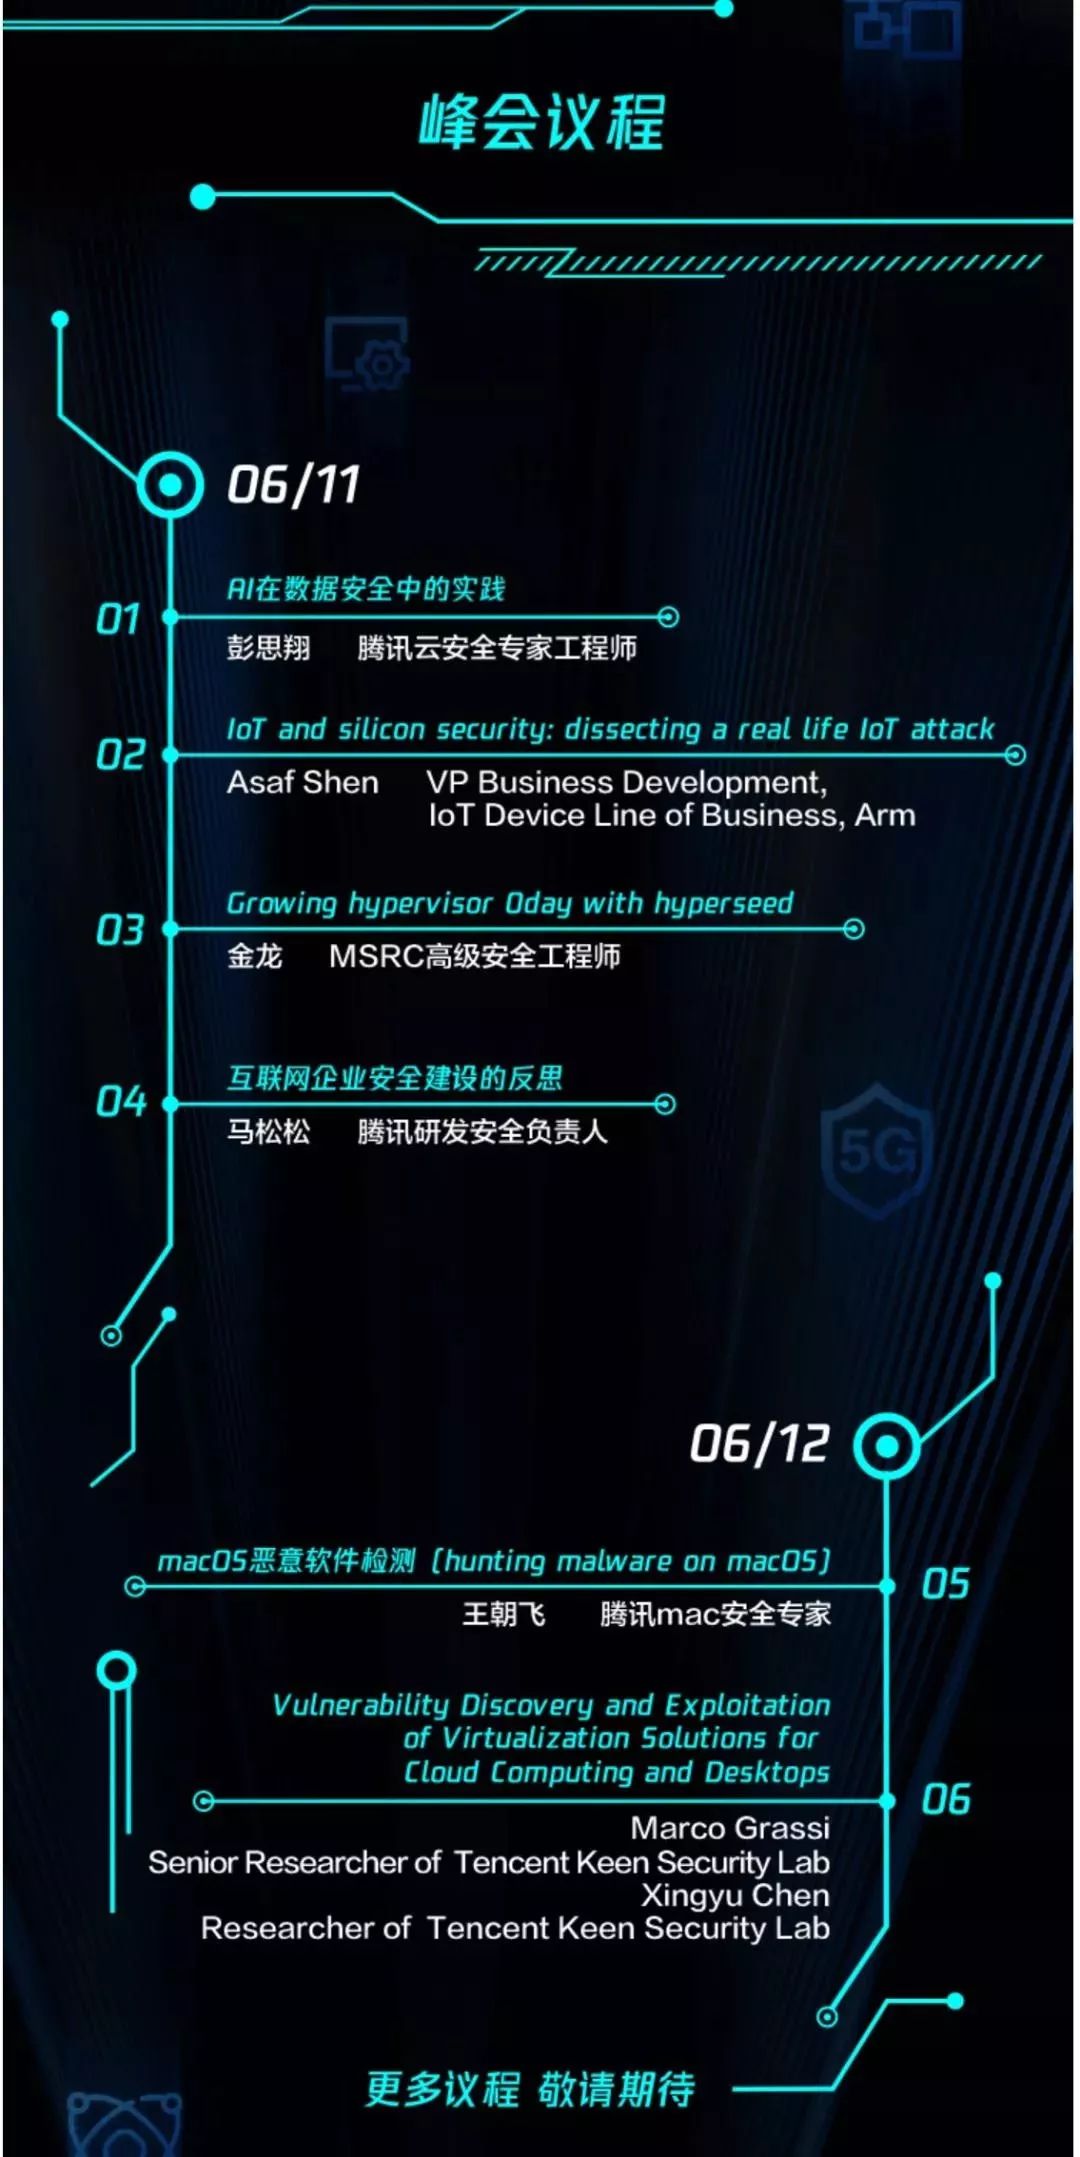 峰会议程
06/11
01
AI在数据安全中的实践
彭思翔 腾讯云安全专家工程师
02
IoT and silicon security: dissecting a real life IoT attack
Asaf Shen VP Business Development,
IoT Device Line of Business, Arm
03
Growing hypervisor 0day with hyperseed
金龙 MSRC高级安全工程师
04
互联网企业安全建设的反思
马松松 腾讯研发安全负责人
5G
06/12
macOS恶意软件检测 (hunting malware on macOS)
05
王朝飞 腾讯mac安全专家
Vulnerability Discovery and Exploitation
of Virtualization Solutions for
Cloud Computing and Desktops
06
Marco Grassi
Senior Researcher of Tencent Keen Security Lab
Xingyu Chen
Researcher of Tencent Keen Security Lab
更多议程 敬请期待